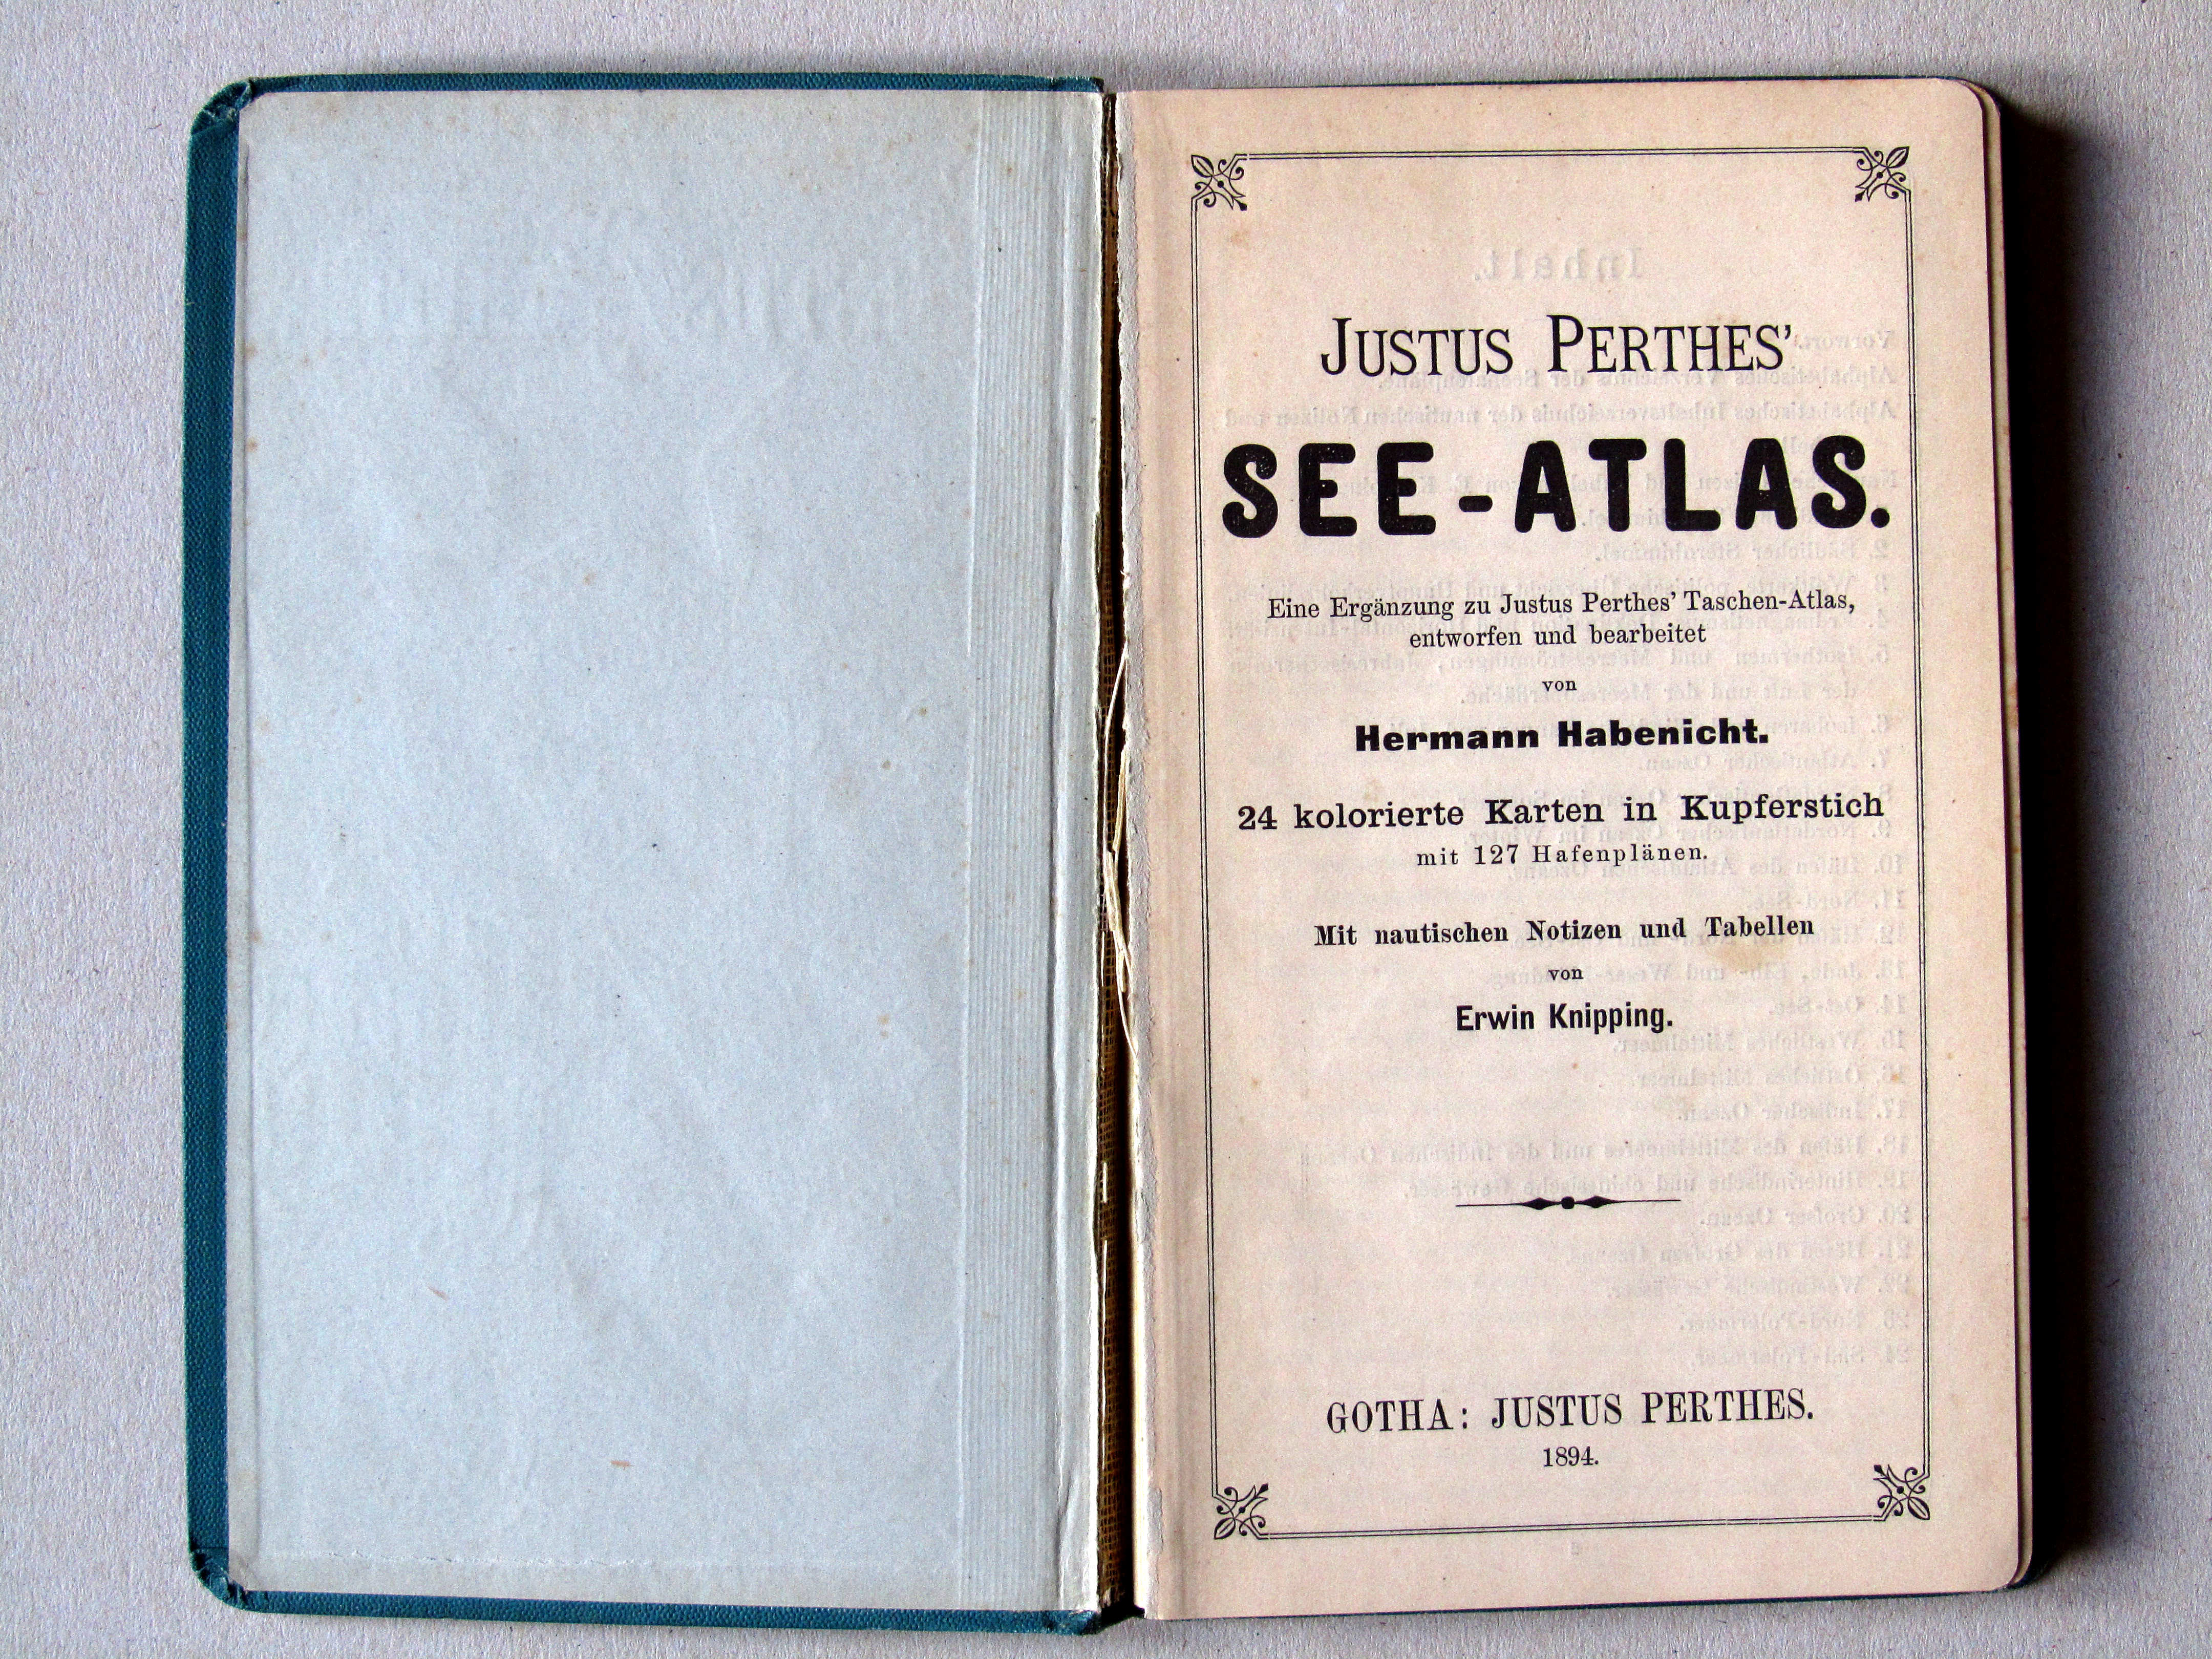 JUSTUS PERTHES'
SEE-ATLAS.
Eine Ergänzung zu Justus Perthes' Taschen-Atlas,
entworfen und bearbeitet
von
Hermann Habenicht.
24 kolorierte Karten in Kupferstich
mit 127 Hafenplänen.
Mit nautischen Notizen und Tabellen
von
Erwin Knipping.
GOTHA: JUSTUS PERTHES.
1894.